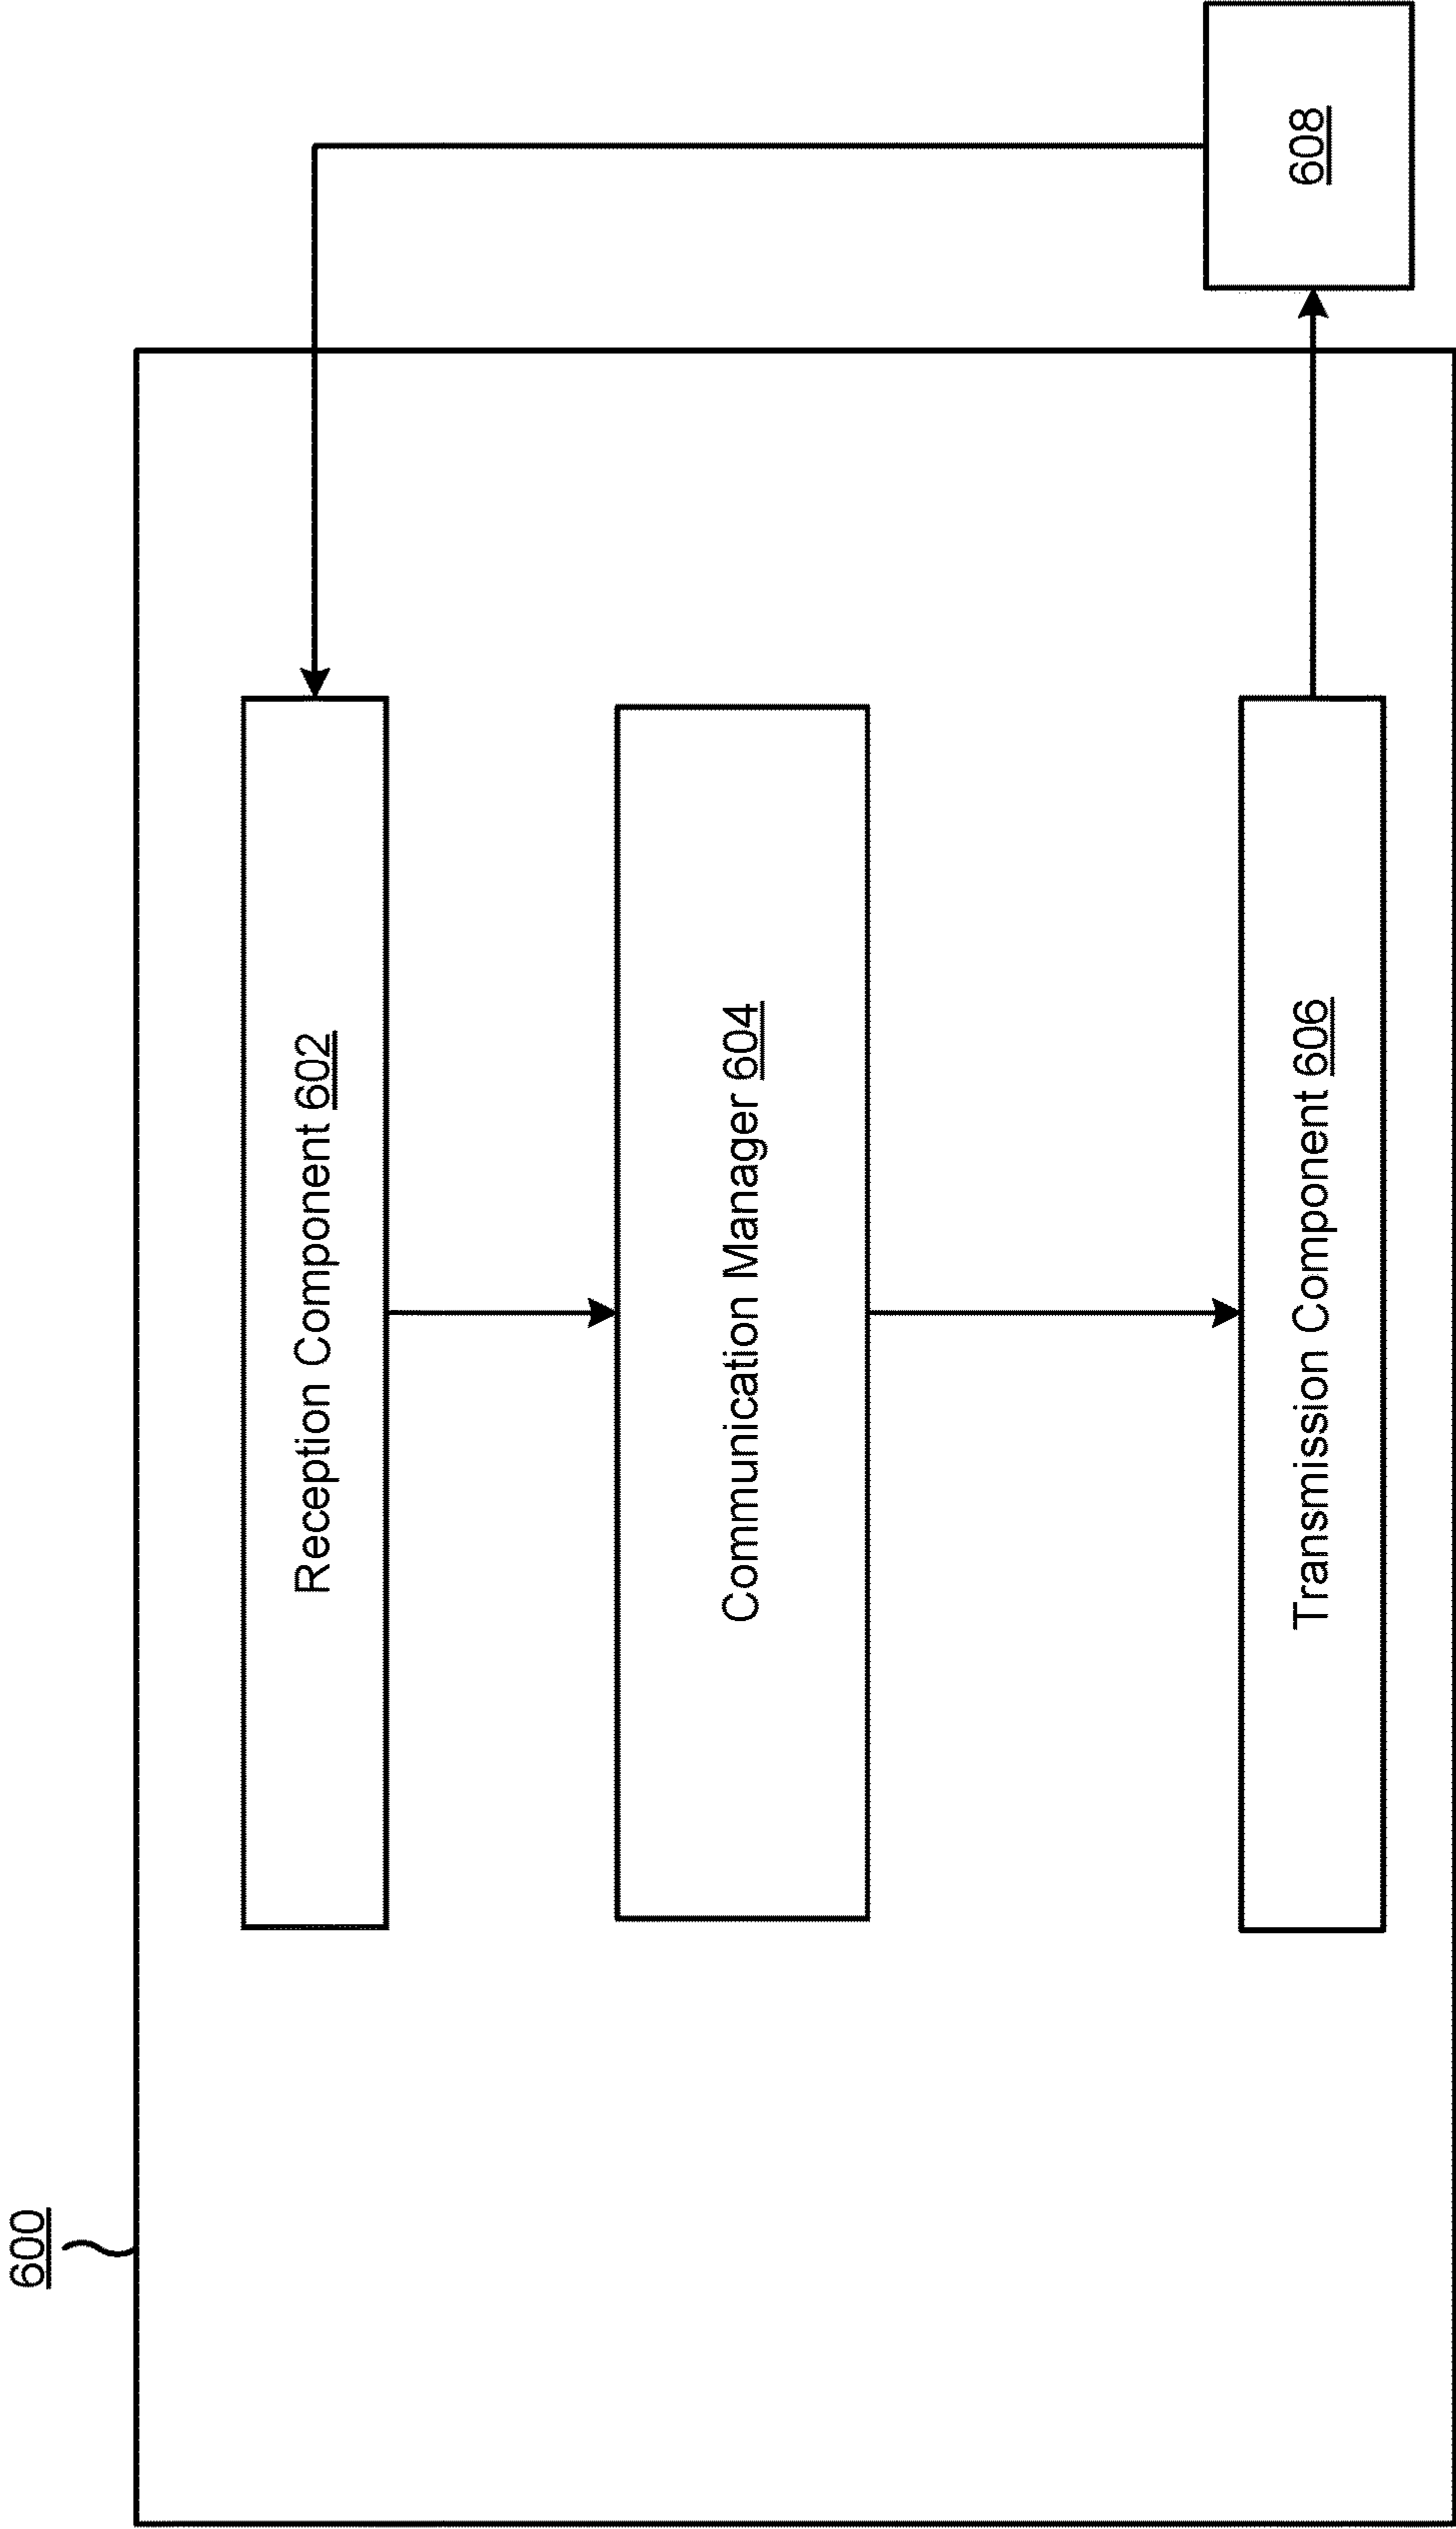 600
Reception Component 602
Communication Manager 604
Transmission Component 606
608